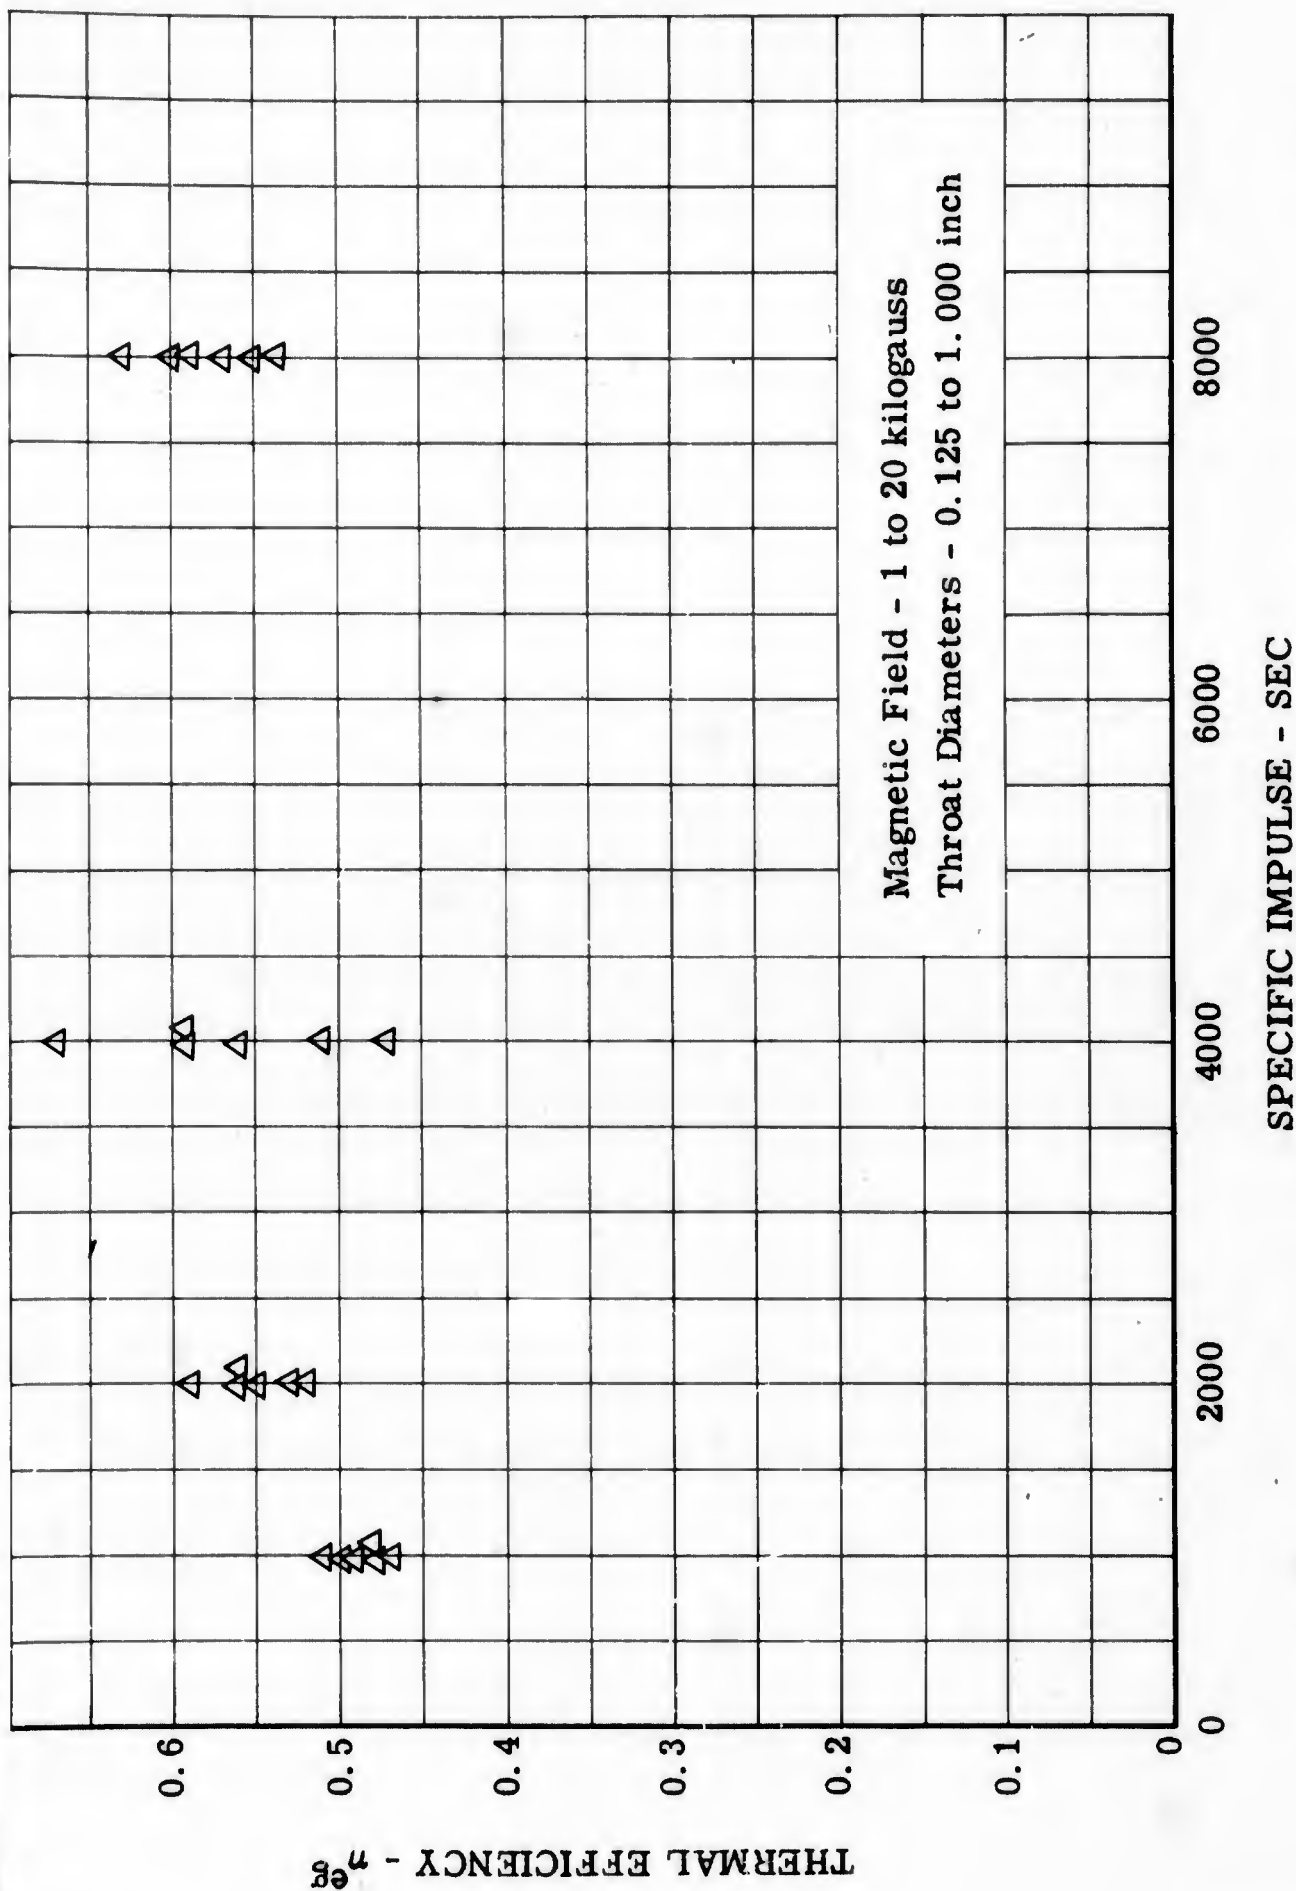 THERMAL EFFICIENCY - η eg
0.6
0.5
0.4
0.3
0.2
0.1
0
Magnetic Field - 1 to 20 kilogauss
Throat Diameters - 0.125 to 1.000 inch
0 2000 4000 6000 8000
SPECIFIC IMPULSE - SEC